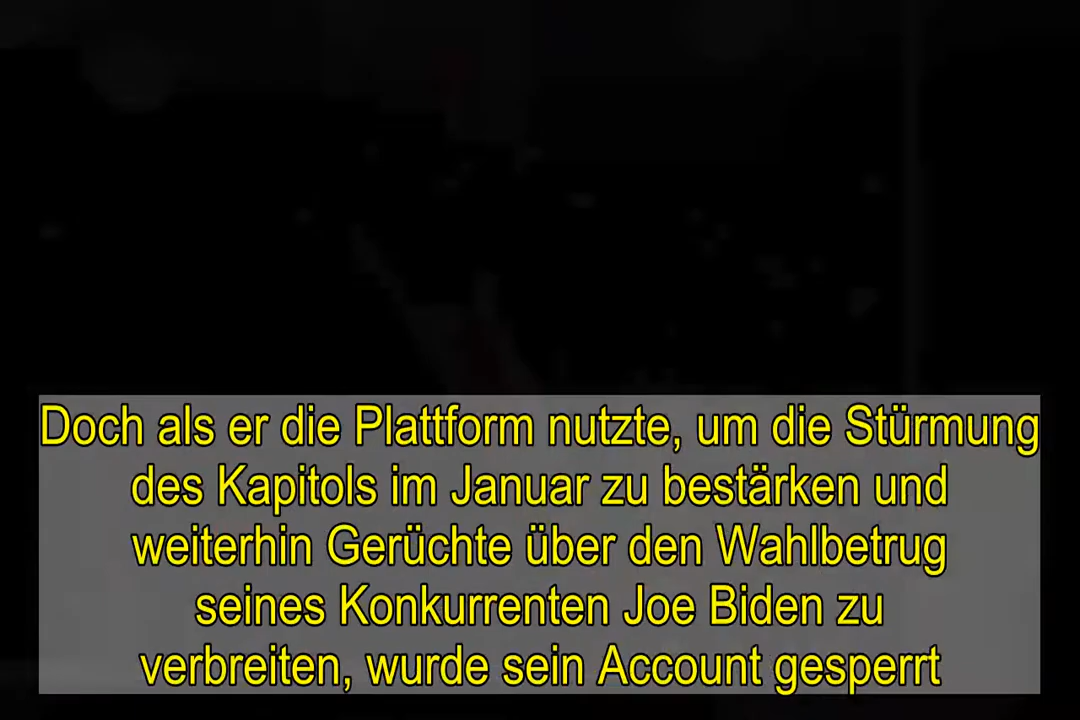 Doch als er die Plattform nutzte, um die Stürmung
des Kapitols im Januar zu bestärken und
weiterhin Gerüchte über den Wahlbetrug
seines Konkurrenten Joe Biden zu
verbreiten, wurde sein Account gesperrt